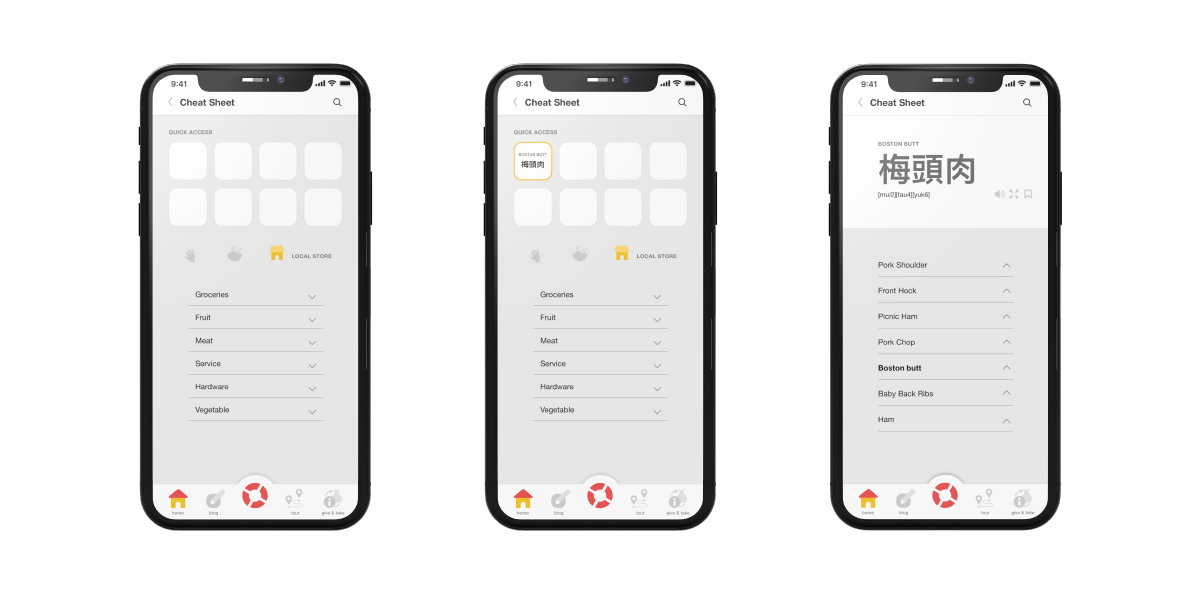 9:41
Cheat Sheet
QUICK ACCESS
LOCAL STORE
Groceries
Fruit
Meat
Service
Hardware
Vegetable
home
blog
tour
give & take
9:41
Cheat Sheet
QUICK ACCESS
BOSTON BUTT
梅頭肉
LOCAL STORE
Groceries
Fruit
Meat
Service
Hardware
Vegetable
home
blog
tour
give & take
9:41
Cheat Sheet
BOSTON BUTT
梅頭肉
[mui2][tau4][yuk6]
Pork Shoulder
Front Hock
Picnic Ham
Pork Chop
Boston butt
Baby Back Ribs
Ham
home
blog
tour
give & take